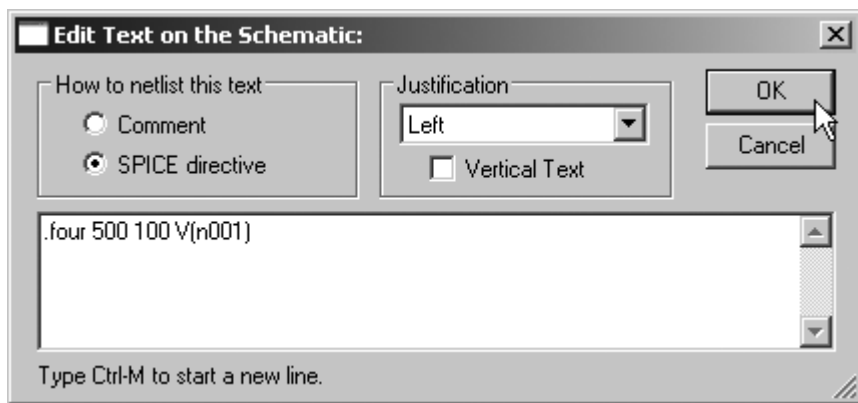 Edit Text on the Schematic:
How to netlist this text
Comment
SPICE directive
Justification
Left
Vertical Text
OK
Cancel
.four 500 100 V(n001)
Type Ctrl-M to start a new line.